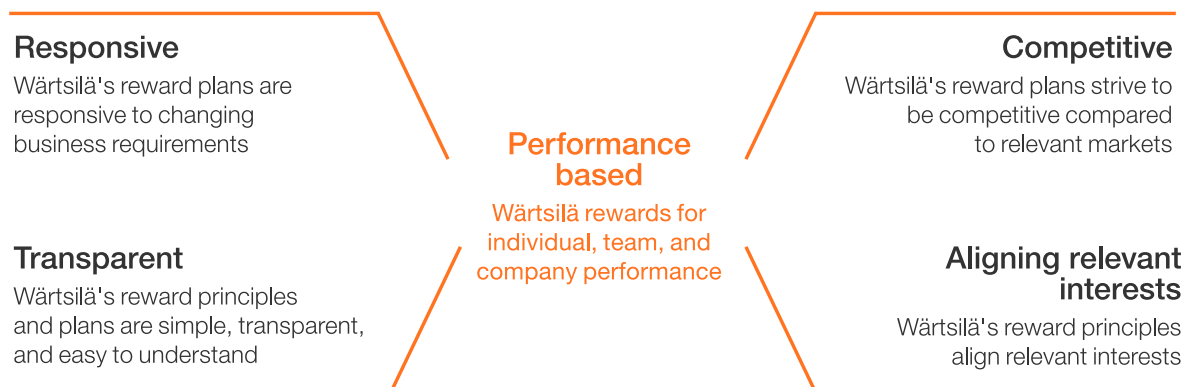 Responsive
Wärtsilä's reward plans are
responsive to changing
business requirements
Competitive
Wärtsilä's reward plans strive to
be competitive compared
to relevant markets
Performance
based
Wärtsilä rewards for
individual, team, and
company performance
Transparent
Wärtsilä's reward principles
and plans are simple, transparent,
and easy to understand
Aligning relevant
interests
Wärtsilä's reward principles
align relevant interests